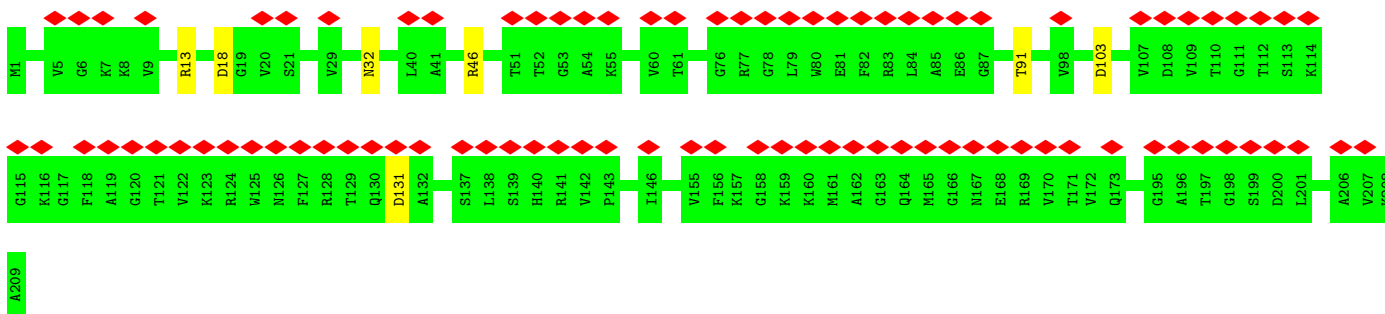 M1 V5 G6 K7 K8 V9 R13 D18 G19 V20 S21 V29 N32 L40 A41 R46 T51 T52 G53 A54 K55 V60 T61 G76 R77 G78 L79 W80 E81 F82 R83 L84 A85 E86 G87 T91 V98 D103 V107 D108 V109 T110 G111 T112 S113 K114
G115 K116 G117 F118 A119 G120 T121 V122 K123 R124 W125 N126 F127 R128 T129 Q130 D131 A132 S137 L138 S139 H140 R141 V142 P143 I146 V155 F156 K157 G158 K159 K160 M161 A162 G163 Q164 M165 G166 N167 E168 R169 V170 T171 V172 Q173 G195 A196 T197 G198 S199 D200 L201 A206 V207
A209